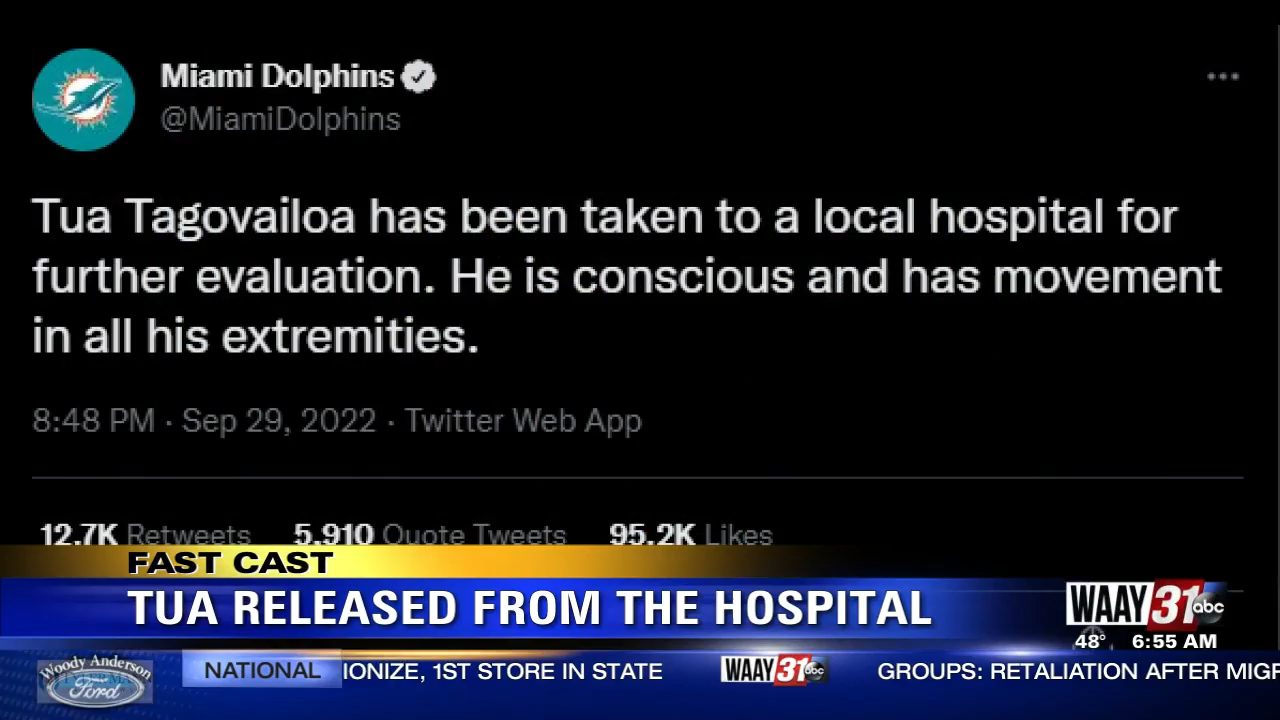 Miami Dolphins
@MiamiDolphins
Tua Tagovailoa has been taken to a local hospital for
further evaluation. He is conscious and has movement
in all his extremities.
8:48 PM · Sep 29, 2022 · Twitter Web App
12.7K Retweets 5,910 Quote Tweets 95.2K Likes
FAST CAST
TUA RELEASED FROM THE HOSPITAL
WAAY 31 abc
48° 6:55 AM
Woody Anderson
Ford
NATIONAL IONIZE, 1ST STORE IN STATE WAAY 31 abc GROUPS: RETALIATION AFTER MIGR